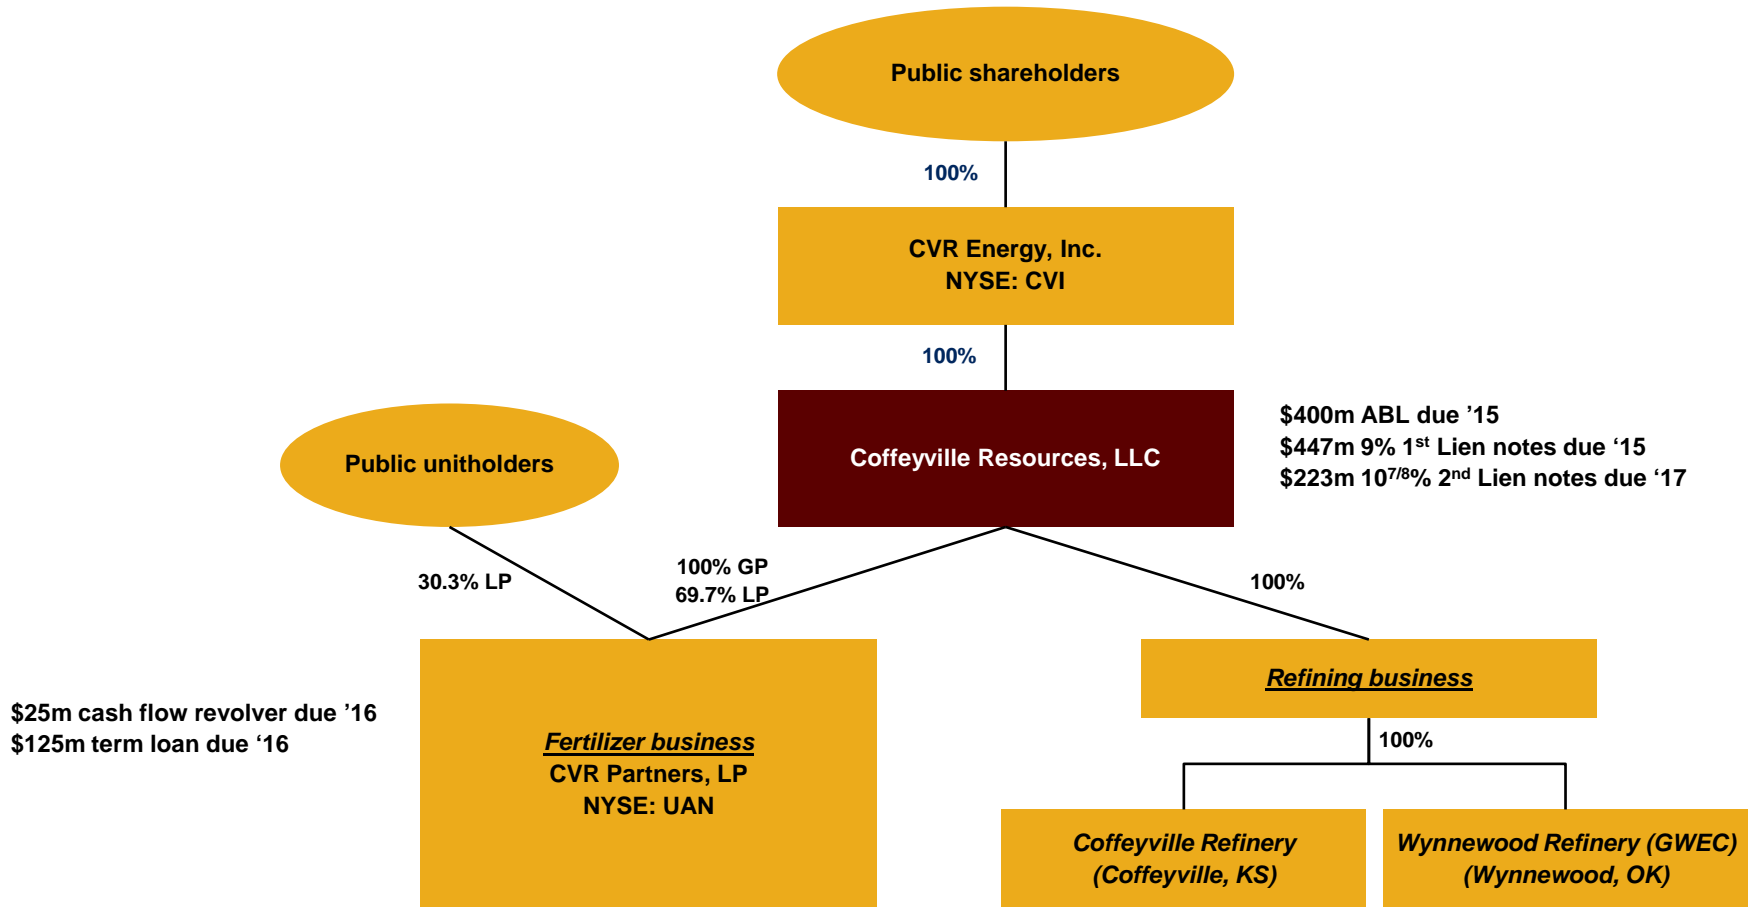 Public shareholders
100%
CVR Energy, Inc.
NYSE: CVI
100%
Coffeyville Resources, LLC
$400m ABL due ’15
$447m 9% 1st Lien notes due ‘15
$223m 107/8% 2nd Lien notes due ‘17
Public unitholders
30.3% LP
100% GP
69.7% LP
100%
$25m cash flow revolver due ’16
$125m term loan due ‘16
Fertilizer business
CVR Partners, LP
NYSE: UAN
Refining business
100%
Coffeyville Refinery
(Coffeyville, KS)
Wynnewood Refinery (GWEC)
(Wynnewood, OK)